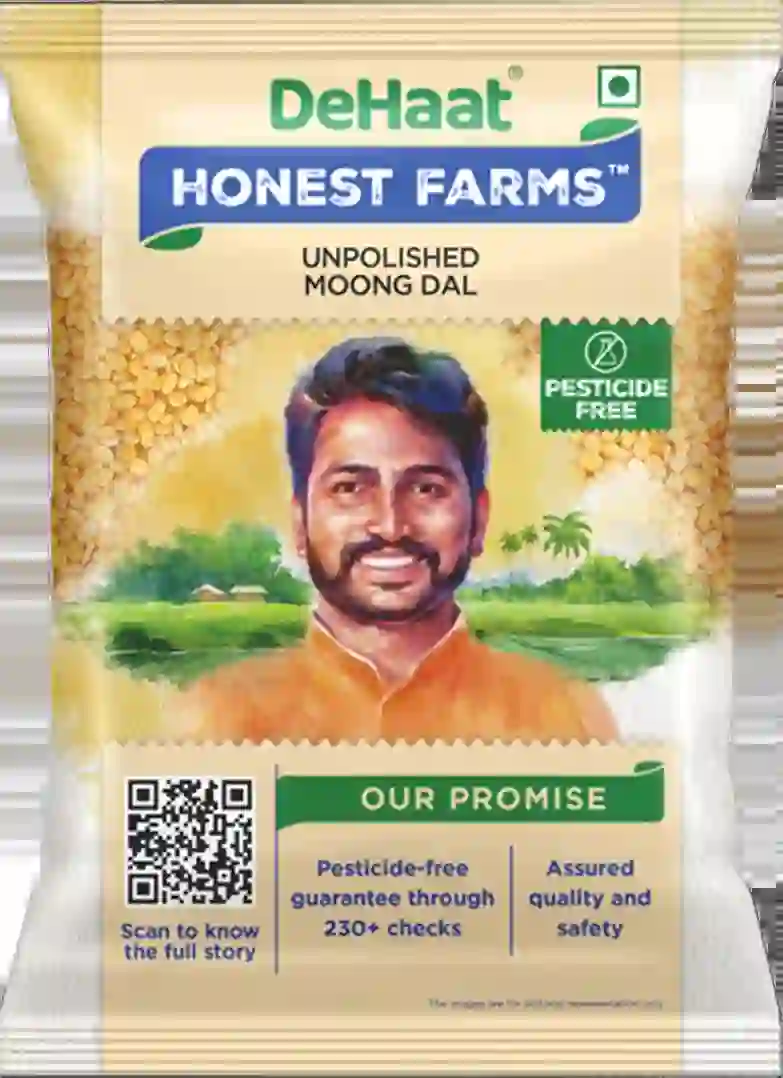 DeHaat®
HONEST FARMS™
UNPOLISHED
MOONG DAL
PESTICIDE
FREE
OUR PROMISE
Scan to know
the full story
Pesticide-free
guarantee through
230+ checks
Assured
quality and
safety